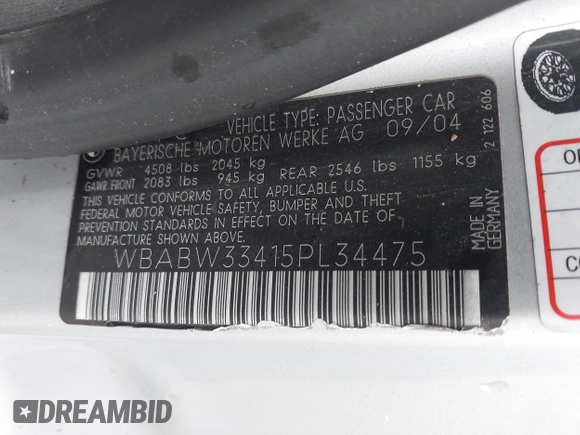 VEHICLE TYPE: PASSENGER CAR
BAYERISCHE MOTOREN WERKE AG 09/04
GVWR 4508 lbs 2045 kg
GAWR FRONT 2083 lbs 945 kg REAR 2546 lbs 1155 kg
THIS VEHICLE CONFORMS TO ALL APPLICABLE U.S.
FEDERAL MOTOR VEHICLE SAFETY, BUMPER, AND THEFT
PREVENTION STANDARDS IN EFFECT ON THE DATE OF
MANUFACTURE SHOWN ABOVE.
WBABW33415PL34475
MADE IN GERMANY
2 122 606
DREAMBID